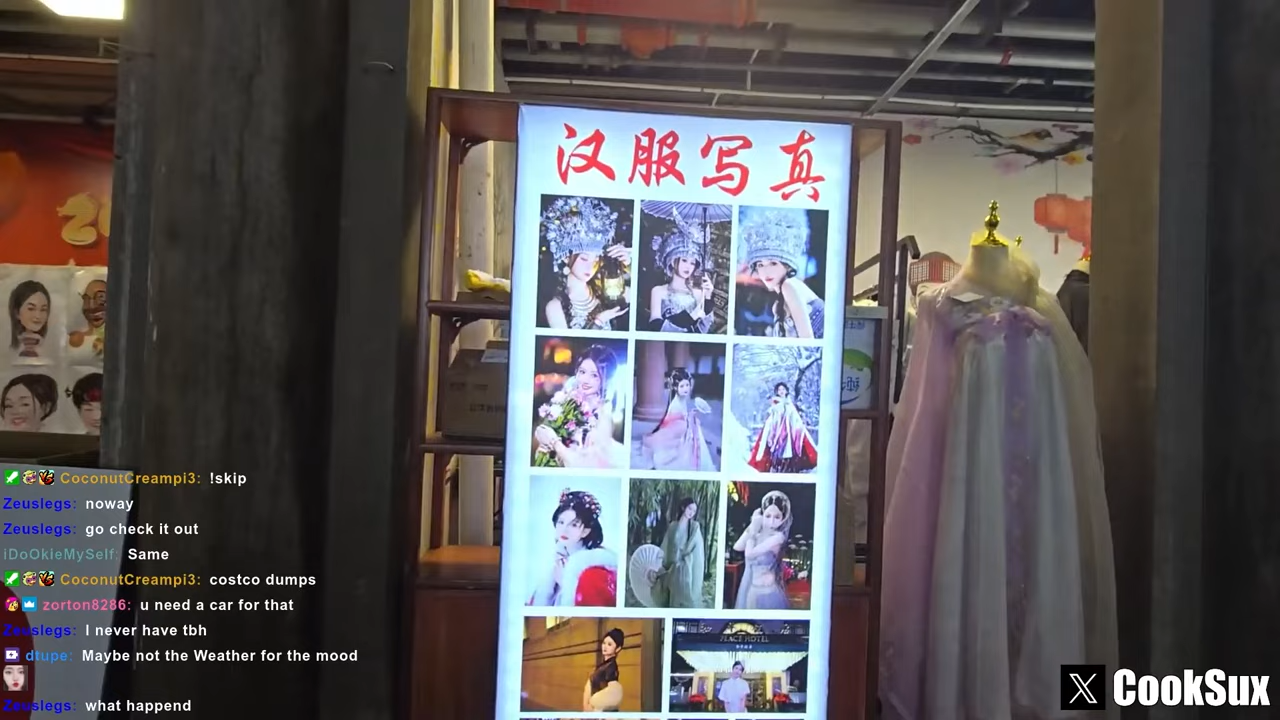 汉服写真
PEACE HOTEL
CoconutCreampi3: !skip
Zeuslegs: noway
Zeuslegs: go check it out
iDoOkieMySelf: Same
CoconutCreampi3: costco dumps
zorton8286: u need a car for that
Zeuslegs: I never have tbh
dtupe: Maybe not the Weather for the mood
Zeuslegs: what happend
X CookSux